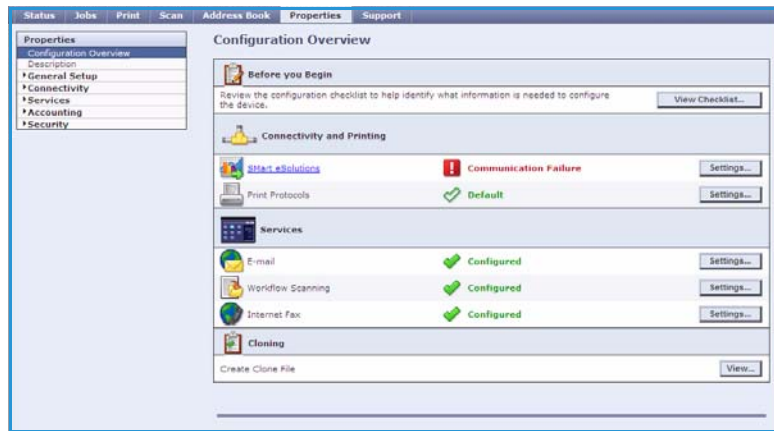 Status Jobs Print Scan Address Book Properties Support
Properties
Configuration Overview
Description
General Setup
Connectivity
Services
Accounting
Security
Configuration Overview
Before you Begin
Review the configuration checklist to help identify what information is needed to configure
the device.
View Checklist...
Connectivity and Printing
SMart eSolutions
Communication Failure
Settings...
Print Protocols
Default
Settings...
Services
E-mail
Configured
Settings...
Workflow Scanning
Configured
Settings...
Internet Fax
Configured
Settings...
Cloning
Create Clone File
View...